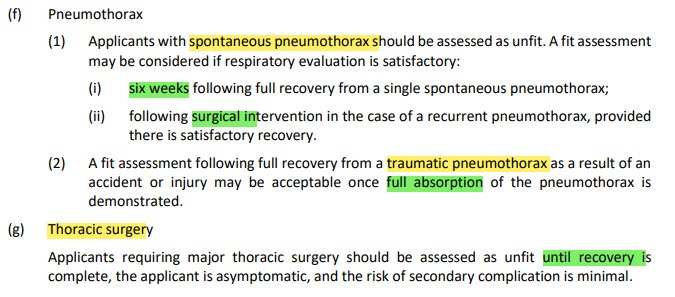 (f) Pneumothorax
(1) Applicants with spontaneous pneumothorax should be assessed as unfit. A fit assessment
may be considered if respiratory evaluation is satisfactory:
(i) six weeks following full recovery from a single spontaneous pneumothorax;
(ii) following surgical intervention in the case of a recurrent pneumothorax, provided
there is satisfactory recovery.
(2) A fit assessment following full recovery from a traumatic pneumothorax as a result of an
accident or injury may be acceptable once full absorption of the pneumothorax is
demonstrated.
(g) Thoracic surgery
Applicants requiring major thoracic surgery should be assessed as unfit until recovery is
complete, the applicant is asymptomatic, and the risk of secondary complication is minimal.